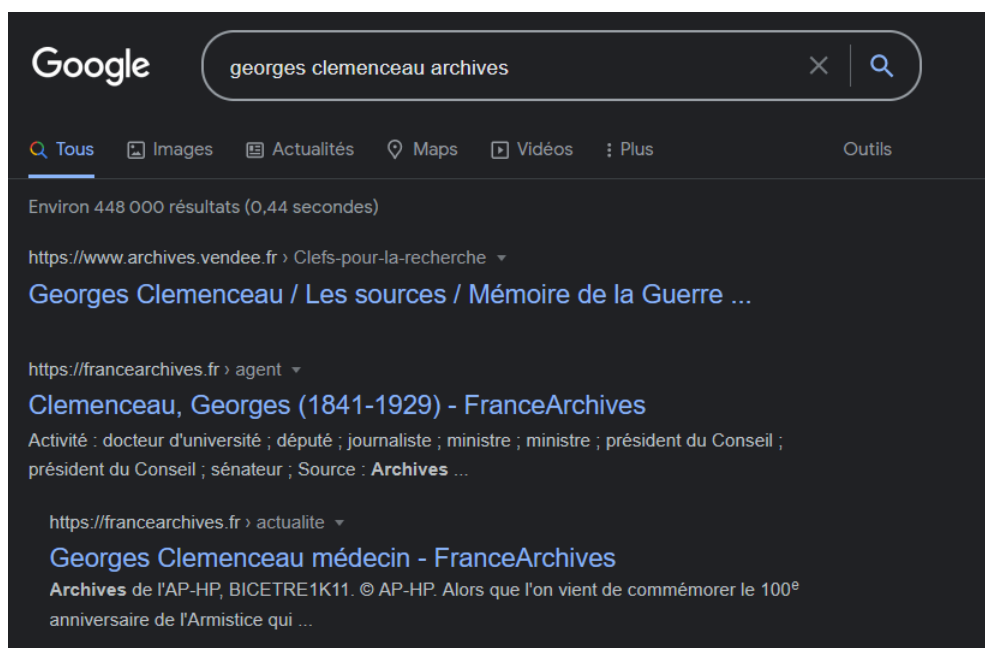 Google
georges clemenceau archives
Tous Images Actualités Maps Vidéos Plus Outils
Environ 448 000 résultats (0,44 secondes)
https://www.archives.vendee.fr › Clefs-pour-la-recherche
Georges Clemenceau / Les sources / Mémoire de la Guerre ...
https://francearchives.fr › agent
Clemenceau, Georges (1841-1929) - FranceArchives
Activité : docteur d'université ; député ; journaliste ; ministre ; ministre ; président du Conseil ;
président du Conseil ; sénateur ; Source : Archives ...
https://francearchives.fr › actualite
Georges Clemenceau médecin - FranceArchives
Archives de l'AP-HP, BICETRE1K11. © AP-HP. Alors que l'on vient de commémorer le 100e
anniversaire de l'Armistice qui ...